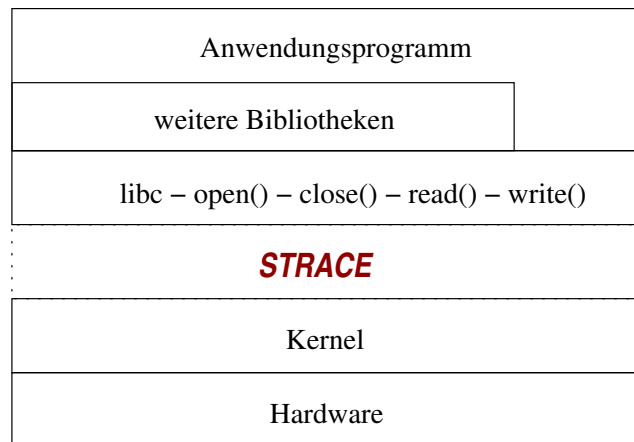 Anwendungsprogramm
weitere Bibliotheken
libc – open() – close() – read() – write()
STRACE
Kernel
Hardware